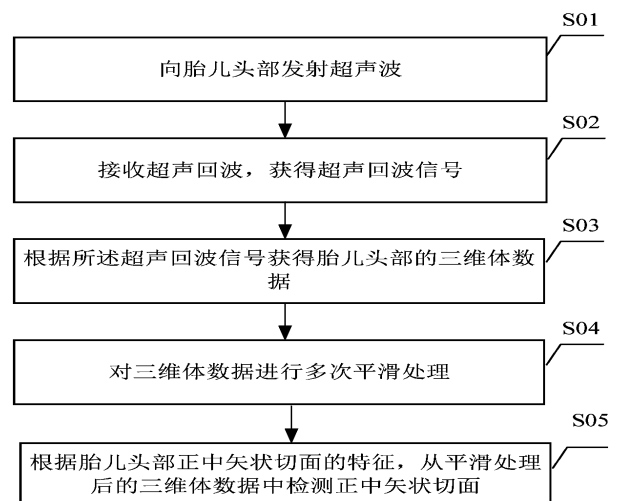 S01
向胎儿头部发射超声波
S02
接收超声回波，获得超声回波信号
S03
根据所述超声回波信号获得胎儿头部的三维体数
据
S04
对三维体数据进行多次平滑处理
S05
根据胎儿头部正中矢状切面的特征，从平滑处理
后的三维体数据中检测正中矢状切面